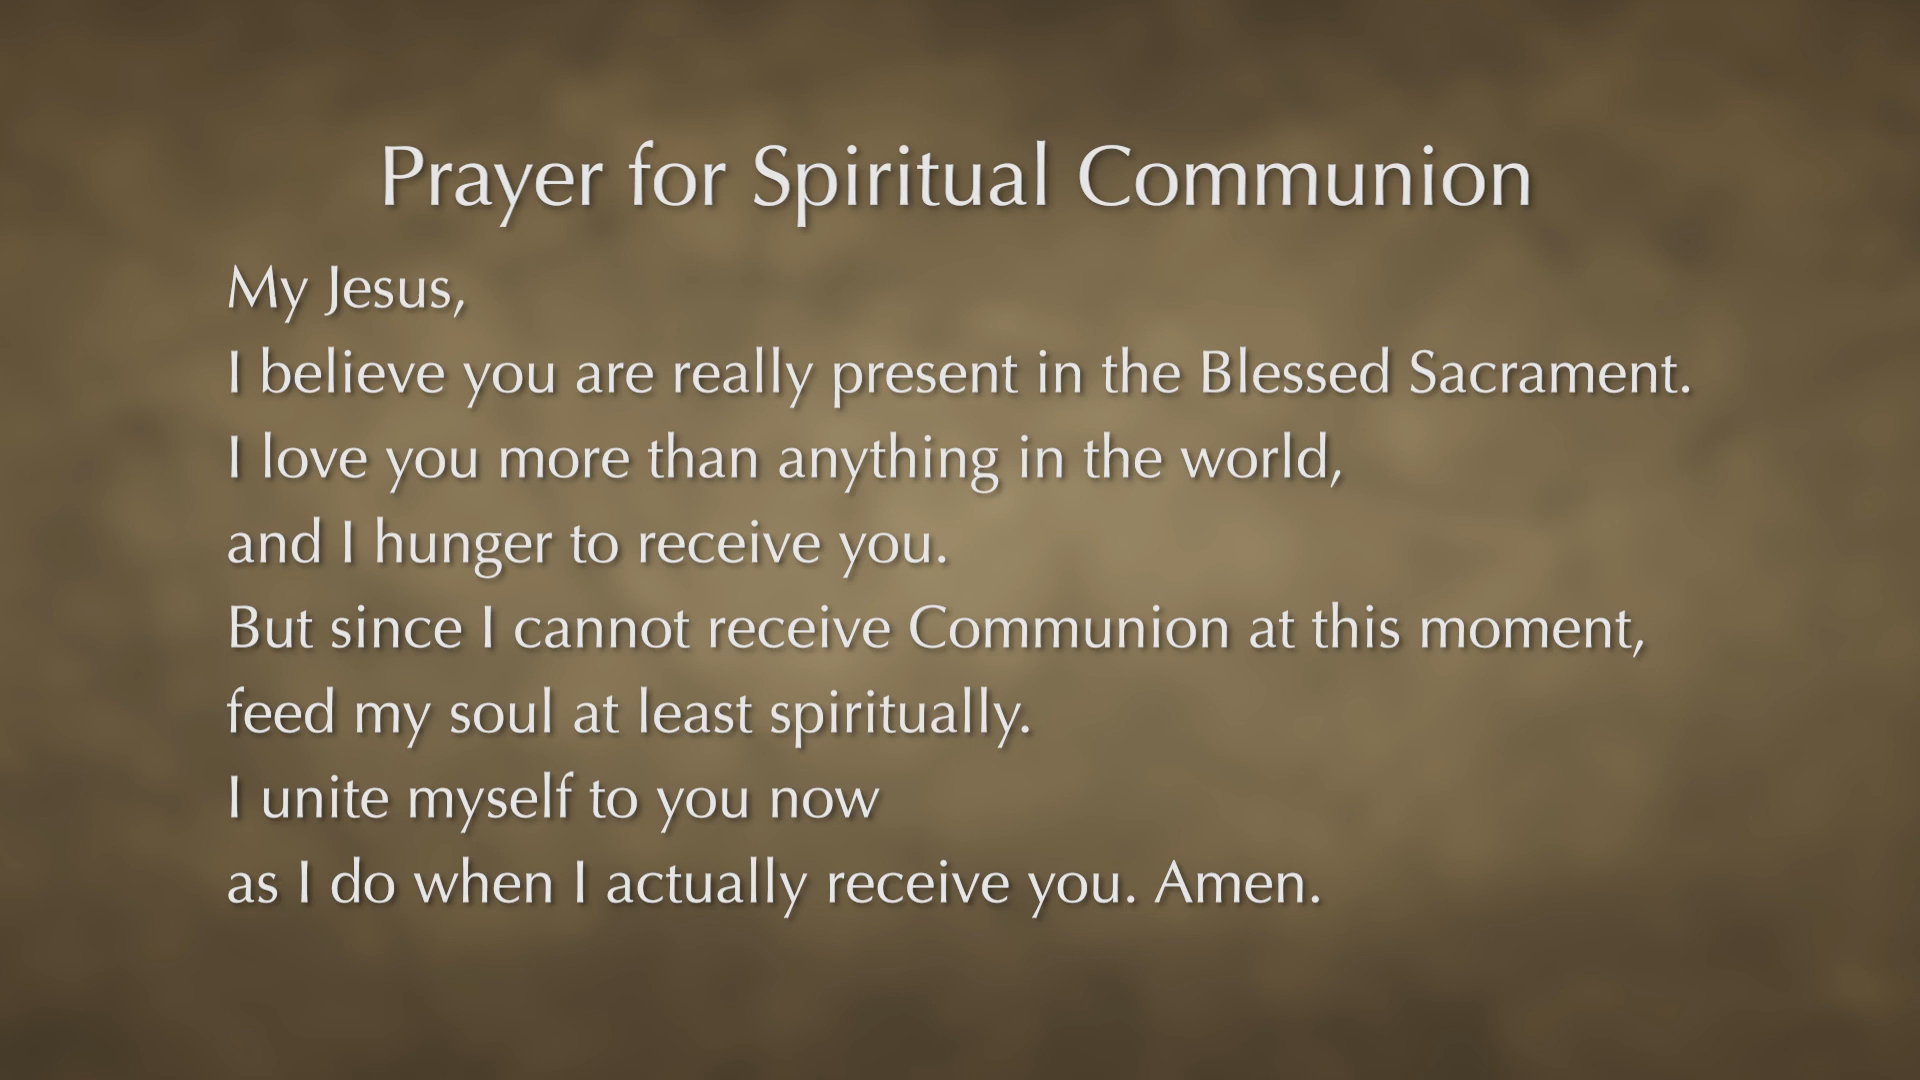 Prayer for Spiritual Communion
My Jesus,
I believe you are really present in the Blessed Sacrament.
I love you more than anything in the world,
and I hunger to receive you.
But since I cannot receive Communion at this moment,
feed my soul at least spiritually.
I unite myself to you now
as I do when I actually receive you. Amen.